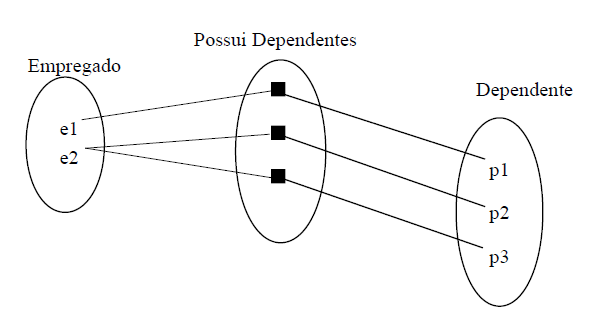 Possui Dependentes
Empregado
Dependente
e1
e2
p1
p2
p3